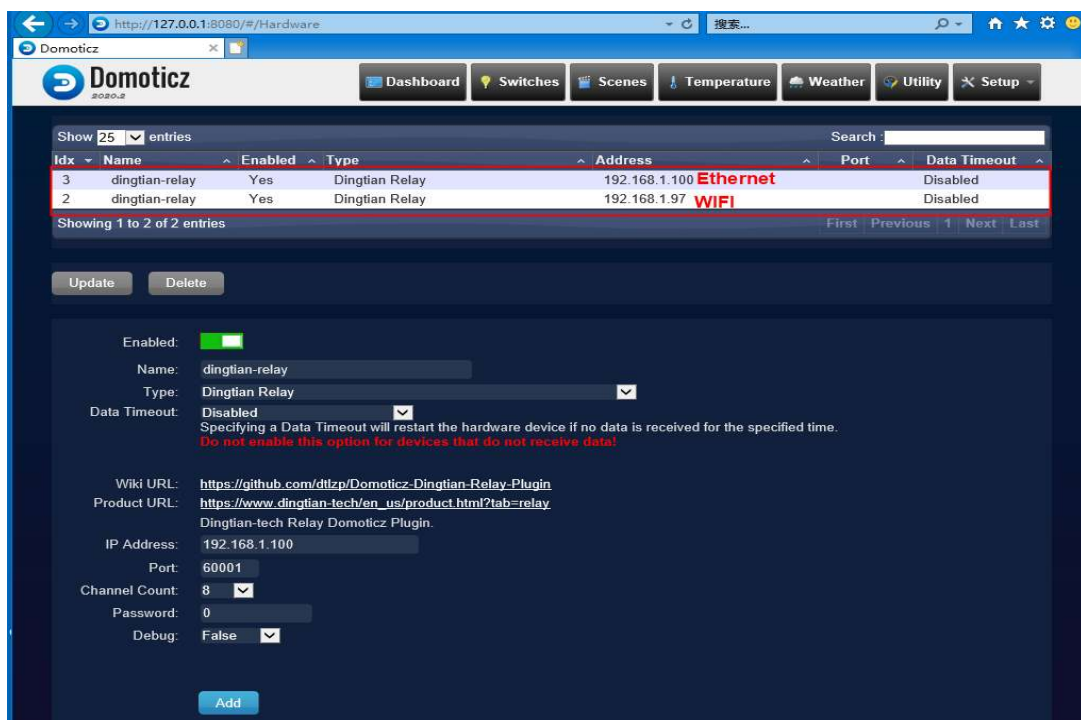 http://127.0.0.1:8080/#/Hardware 搜索...
Domoticz
Domoticz 2020.2 Dashboard Switches Scenes Temperature Weather Utility Setup
Show 25 entries Search :
Idx Name Enabled Type Address Port Data Timeout
3 dingtian-relay Yes Dingtian Relay 192.168.1.100 Ethernet Disabled
2 dingtian-relay Yes Dingtian Relay 192.168.1.97 WIFI Disabled
Showing 1 to 2 of 2 entries First Previous 1 Next Last
Update Delete
Enabled:
Name: dingtian-relay
Type: Dingtian Relay
Data Timeout: Disabled
Specifying a Data Timeout will restart the hardware device if no data is received for the specified time.
Do not enable this option for devices that do not receive data!
Wiki URL: https://github.com/dtlzp/Domoticz-Dingtian-Relay-Plugin
Product URL: https://www.dingtian-tech/en_us/product.html?tab=relay
Dingtian-tech Relay Domoticz Plugin.
IP Address: 192.168.1.100
Port: 60001
Channel Count: 8
Password: 0
Debug: False
Add